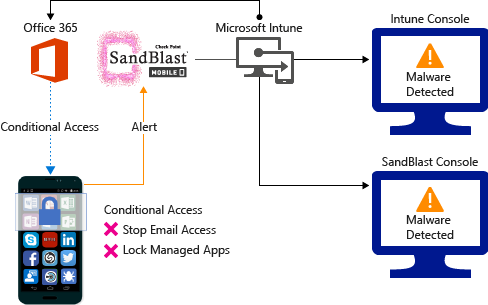 Office 365
Microsoft Intune
Intune Console
Check Point
SandBlast
MOBILE
Malware
Detected
Conditional Access
Alert
SandBlast Console
Malware
Detected
Conditional Access
Stop Email Access
Lock Managed Apps